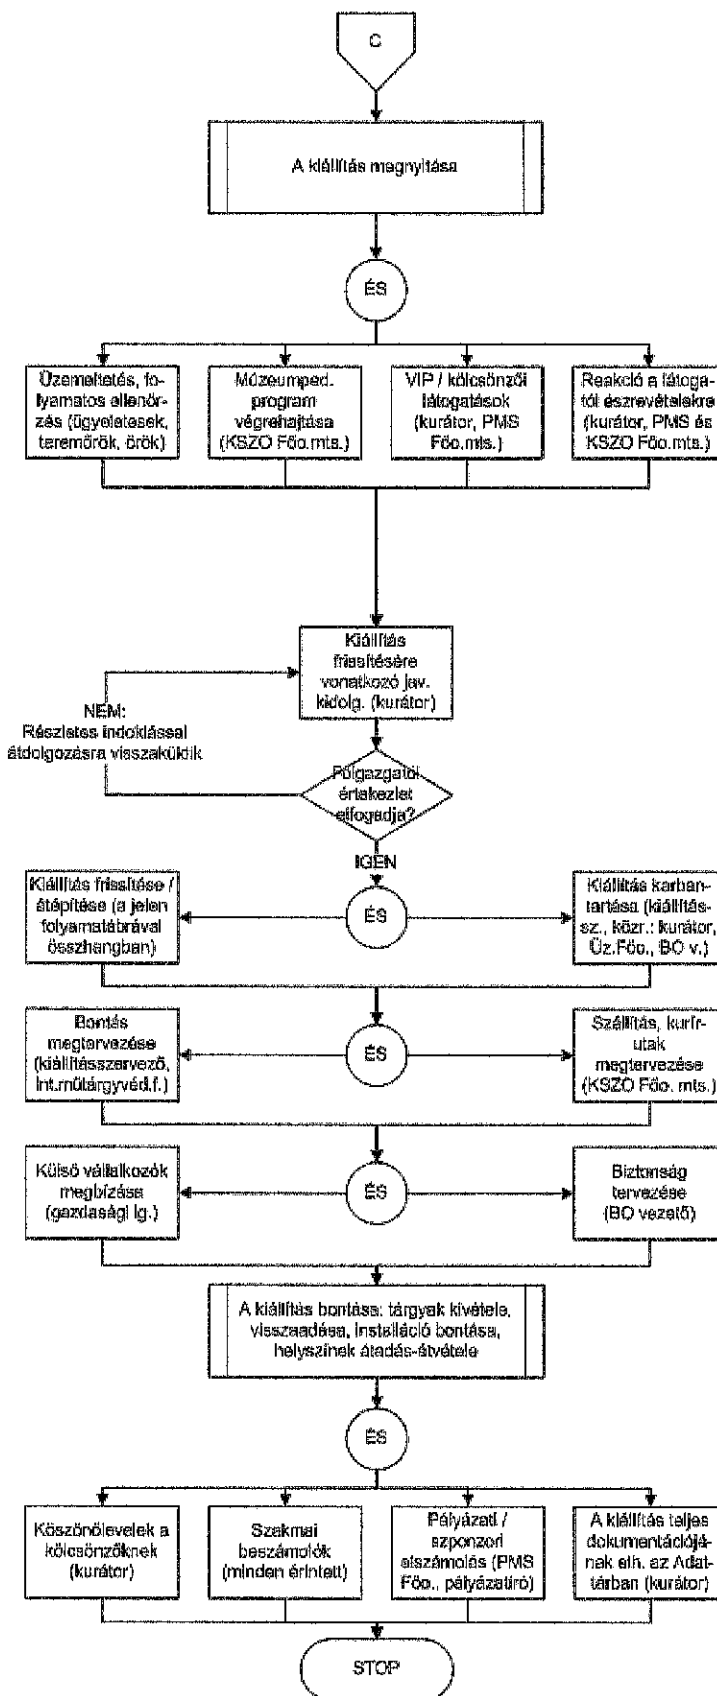 C
A kiállítás megnyitása
ÉS
Üzemeltetés, fo-
lyamatos ellenőr-
zés (ügyeletesek,
teremőrök, őrök)
Múzeumped.
program
végrehajtása
(KSZO Főo.mts.)
VIP / kölcsönzői
látogatások
(kurátor, PMS
Főo.mts.)
Reakció a látoga-
tói észrevételekre
(kurátor, PMS és
KSZO Főo.mts.)
Kiállítás
frissítésére
vonatkozó jav.
kidolg. (kurátor)
NEM:
Részletes indoklással
átdolgozásra visszaküldik
Főigazgatói
értekezlet
elfogadja?
IGEN
Kiállítás frissítése /
átépítése (a jelen
folyamatábrával
összhangban)
ÉS
Kiállítás karban-
tartása (kiállítás-
sz., közr.: kurátor,
Üz.Főo., BO v.)
Bontás
megtervezése
(kiállításszervező,
int.műtárgyvéd.f.)
ÉS
Szállítás, kurír-
utak
megtervezése
(KSZO Főo. mts.)
Külső vállalkozók
megbízása
(gazdasági ig.)
ÉS
Biztonság
tervezése
(BO vezető)
A kiállítás bontása: tárgyak kivétele,
visszaadása, installáció bontása,
helyszínek átadás-átvétele
ÉS
Köszönőlevelek a
kölcsönzőknek
(kurátor)
Szakmai
beszámolók
(minden érintett)
Pályázati /
szponzori
elszámolás (PMS
Főo., pályázatíró)
A kiállítás teljes
dokumentációjá-
nak elh. az Adat-
tárban (kurátor)
STOP